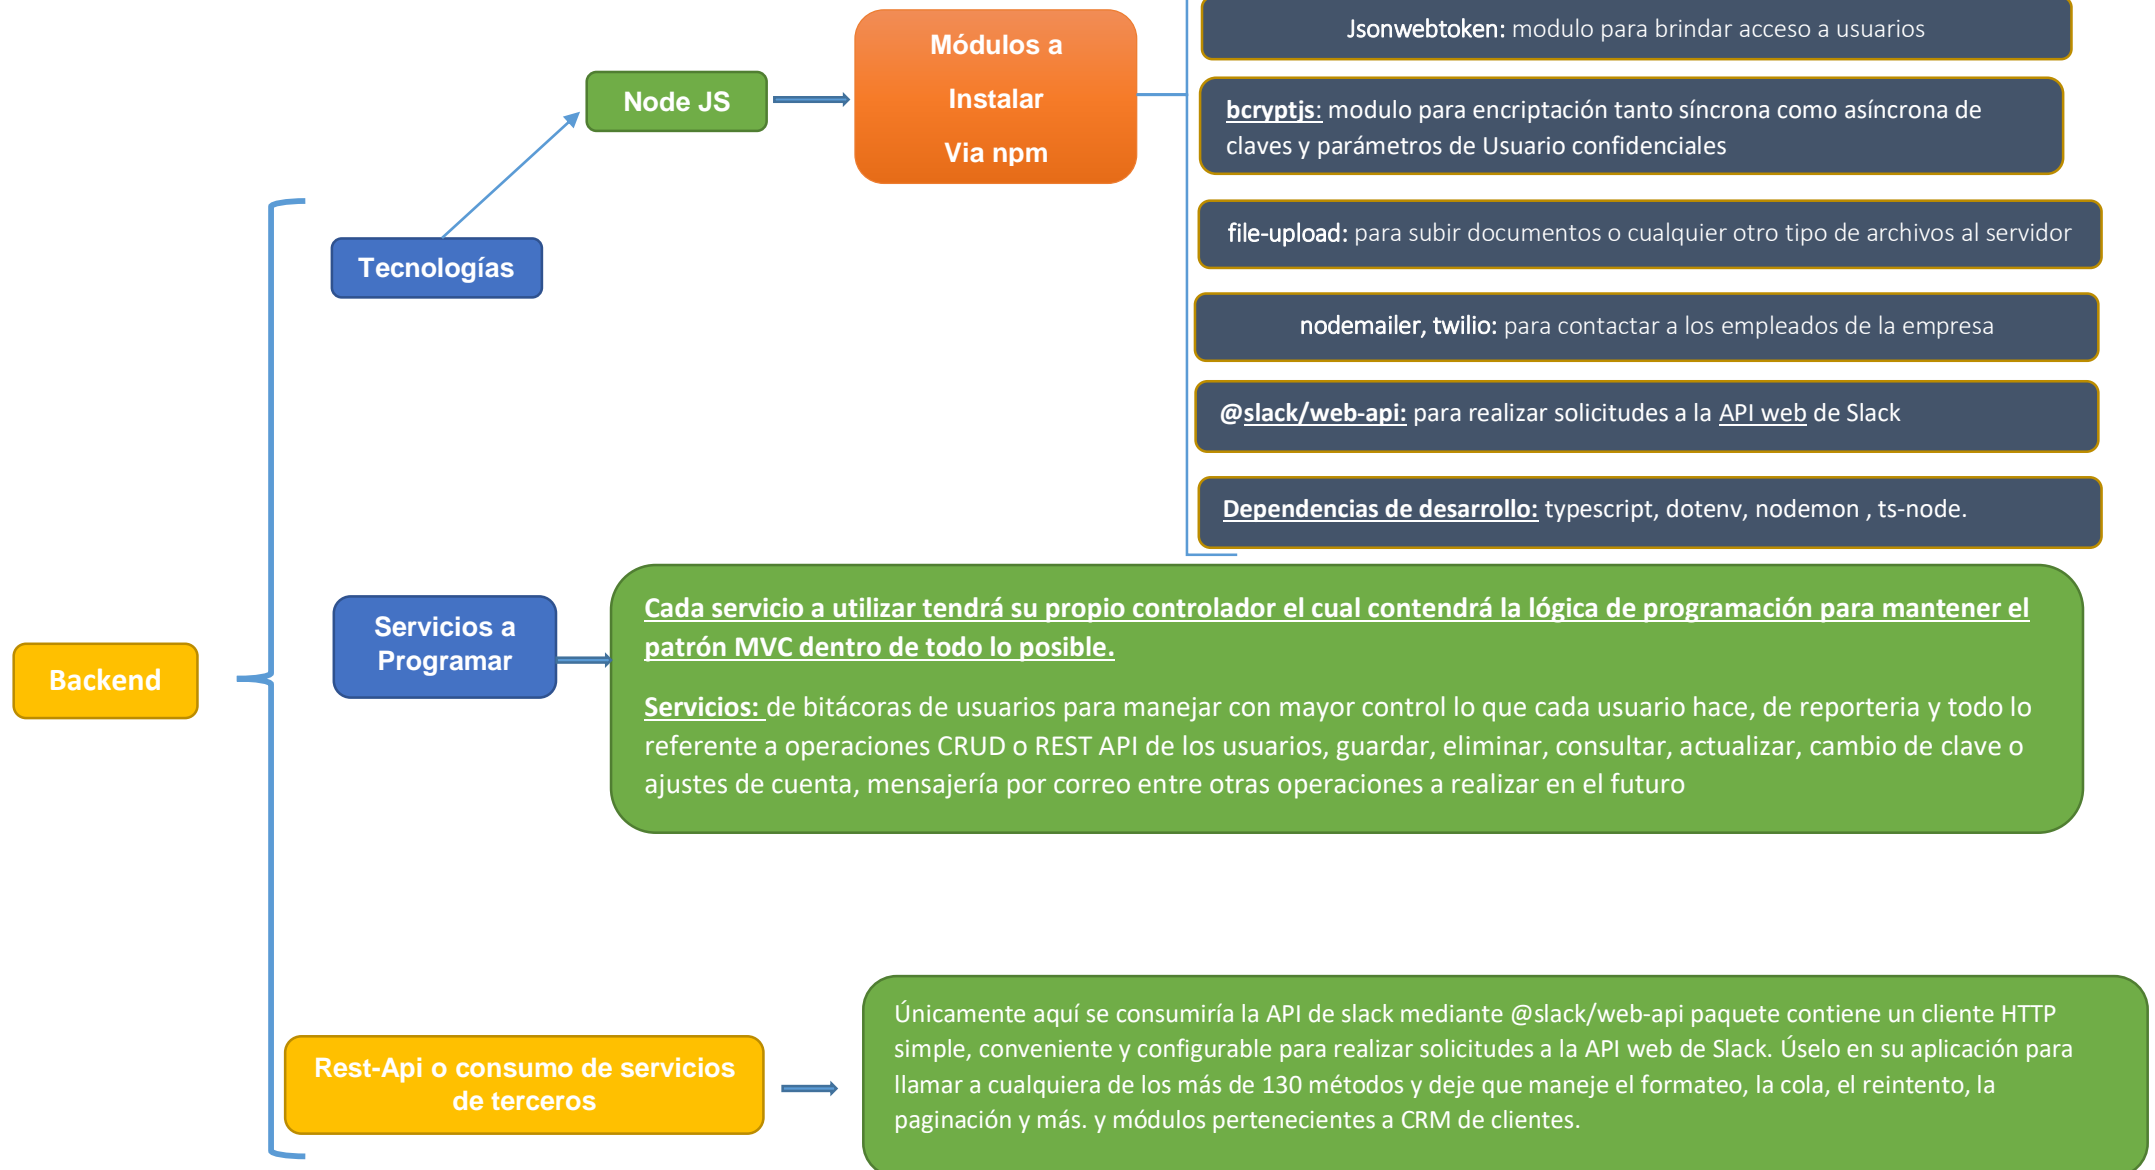 Jsonwebtoken: modulo para brindar acceso a usuarios
Módulos a
Instalar
Via npm
Node JS
bcryptjs: modulo para encriptación tanto síncrona como asíncrona de
claves y parámetros de Usuario confidenciales
file-upload: para subir documentos o cualquier otro tipo de archivos al servidor
Tecnologías
nodemailer, twilio: para contactar a los empleados de la empresa
@slack/web-api: para realizar solicitudes a la API web de Slack
Dependencias de desarrollo: typescript, dotenv, nodemon , ts-node.
Backend
Servicios a
Programar
Cada servicio a utilizar tendrá su propio controlador el cual contendrá la lógica de programación para mantener el
patrón MVC dentro de todo lo posible.
Servicios: de bitácoras de usuarios para manejar con mayor control lo que cada usuario hace, de reporteria y todo lo
referente a operaciones CRUD o REST API de los usuarios, guardar, eliminar, consultar, actualizar, cambio de clave o
ajustes de cuenta, mensajería por correo entre otras operaciones a realizar en el futuro
Rest-Api o consumo de servicios
de terceros
Únicamente aquí se consumiría la API de slack mediante @slack/web-api paquete contiene un cliente HTTP
simple, conveniente y configurable para realizar solicitudes a la API web de Slack. Úselo en su aplicación para
llamar a cualquiera de los más de 130 métodos y deje que maneje el formateo, la cola, el reintento, la
paginación y más. y módulos pertenecientes a CRM de clientes.